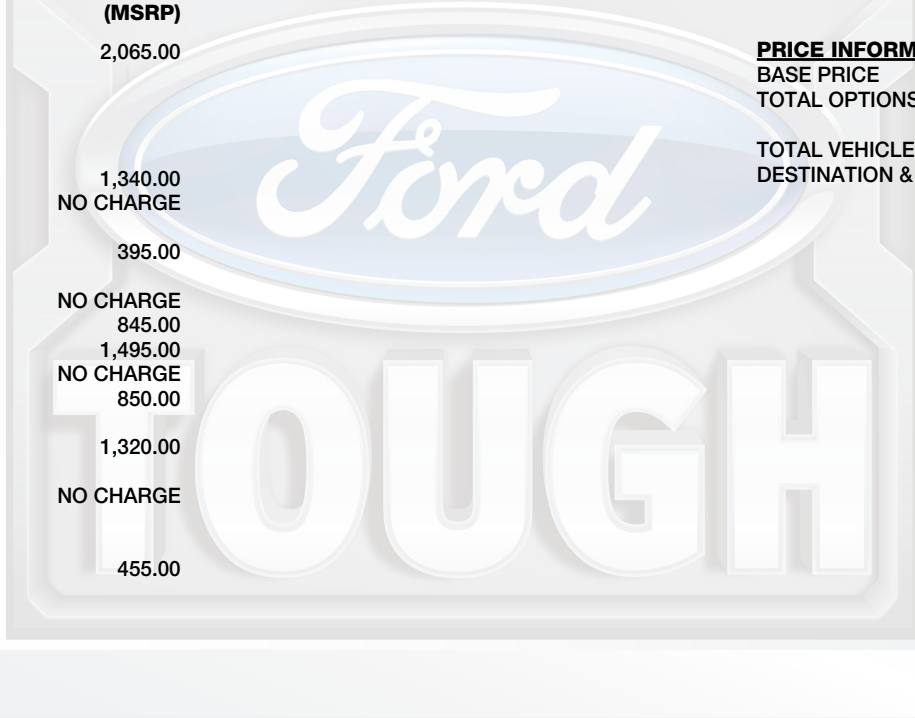 (MSRP)
2,065.00
1,340.00
NO CHARGE
395.00
NO CHARGE
845.00
1,495.00
NO CHARGE
850.00
1,320.00
NO CHARGE
455.00
PRICE INFORM
BASE PRICE
TOTAL OPTIONS
TOTAL VEHICLE
DESTINATION &
Ford
TOUGH